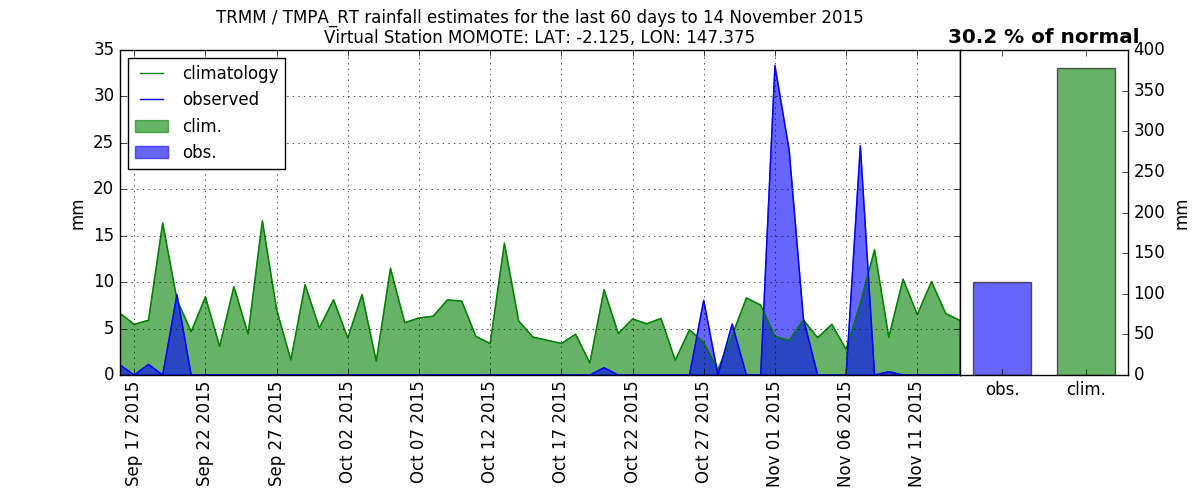 TRMM / TMPA_RT rainfall estimates for the last 60 days to 14 November 2015
Virtual Station MOMOTE: LAT: -2.125, LON: 147.375
30.2 % of normal
climatology
observed
clim.
obs.
35
30
25
20
15
10
5
0
mm
Sep 17 2015
Sep 22 2015
Sep 27 2015
Oct 02 2015
Oct 07 2015
Oct 12 2015
Oct 17 2015
Oct 22 2015
Oct 27 2015
Nov 01 2015
Nov 06 2015
Nov 11 2015
400
350
300
250
200
150
100
50
0
mm
obs.
clim.